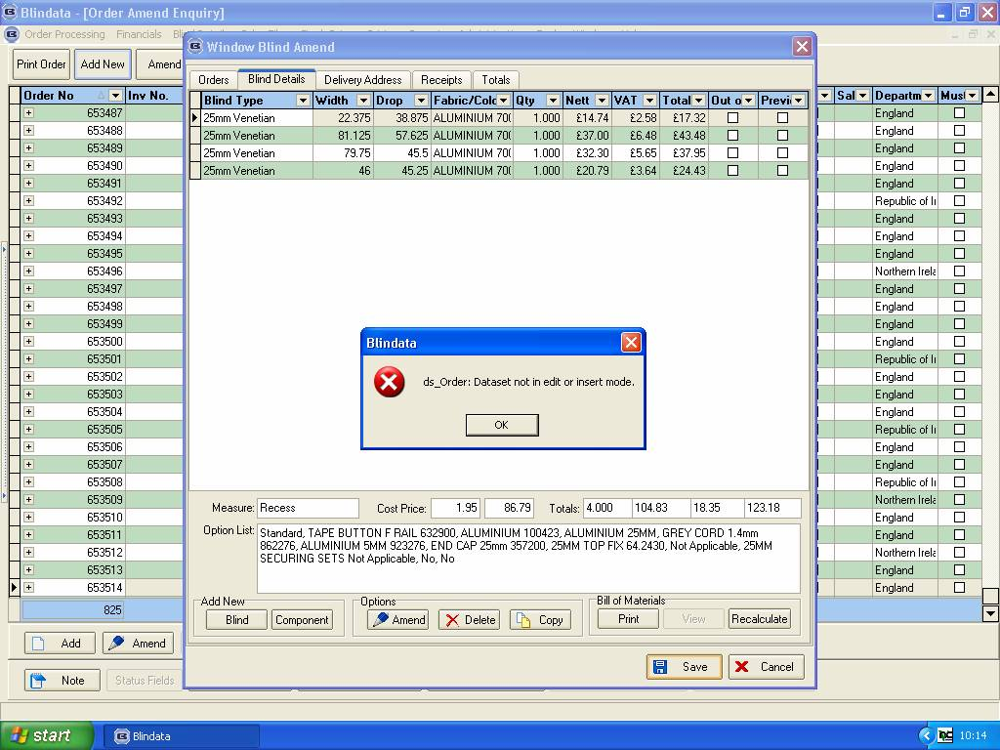 Blindata - [Order Amend Enquiry]
Order Processing Financials
Print Order Add New Amend
Window Blind Amend
Orders Blind Details Delivery Address Receipts Totals
Order No Inv No.
Blind Type Width Drop Fabric/Colo Qty Nett VAT Total Out o Previ
Sal Departm Must
25mm Venetian 22.375 38.875 ALUMINIUM 700 1.000 £14.74 £2.58 £17.32
25mm Venetian 81.125 57.625 ALUMINIUM 700 1.000 £37.00 £6.48 £43.48
25mm Venetian 79.75 45.5 ALUMINIUM 700 1.000 £32.30 £5.65 £37.95
25mm Venetian 46 45.25 ALUMINIUM 700 1.000 £20.79 £3.64 £24.43
653487 England
653488 England
653489 England
653490 England
653491 England
653492 Republic of Ir
653493 England
653494 England
653495 England
653496 Northern Irela
653497 England
653498 England
653499 England
653500 England
653501 Republic of Ir
653502 England
653503 England
653504 England
653505 Republic of Ir
653506 England
653507 England
653508 Republic of Ir
653509 Northern Irela
653510 England
653511 England
653512 Northern Irela
653513 England
653514 England
825
Blindata
ds_Order: Dataset not in edit or insert mode.
OK
Measure: Recess Cost Price: 1.95 86.79 Totals: 4.000 104.83 18.35 123.18
Option List: Standard, TAPE BUTTON F RAIL 632900, ALUMINIUM 100423, ALUMINIUM 25MM, GREY CORD 1.4mm
862276, ALUMINIUM 5MM 923276, END CAP 25mm 357200, 25MM TOP FIX 64.2430, Not Applicable, 25MM
SECURING SETS Not Applicable, No, No
Add New Options Bill of Materials
Blind Component Amend Delete Copy Print View Recalculate
Add Amend
Save Cancel
Note Status Fields
start Blindata 10:14